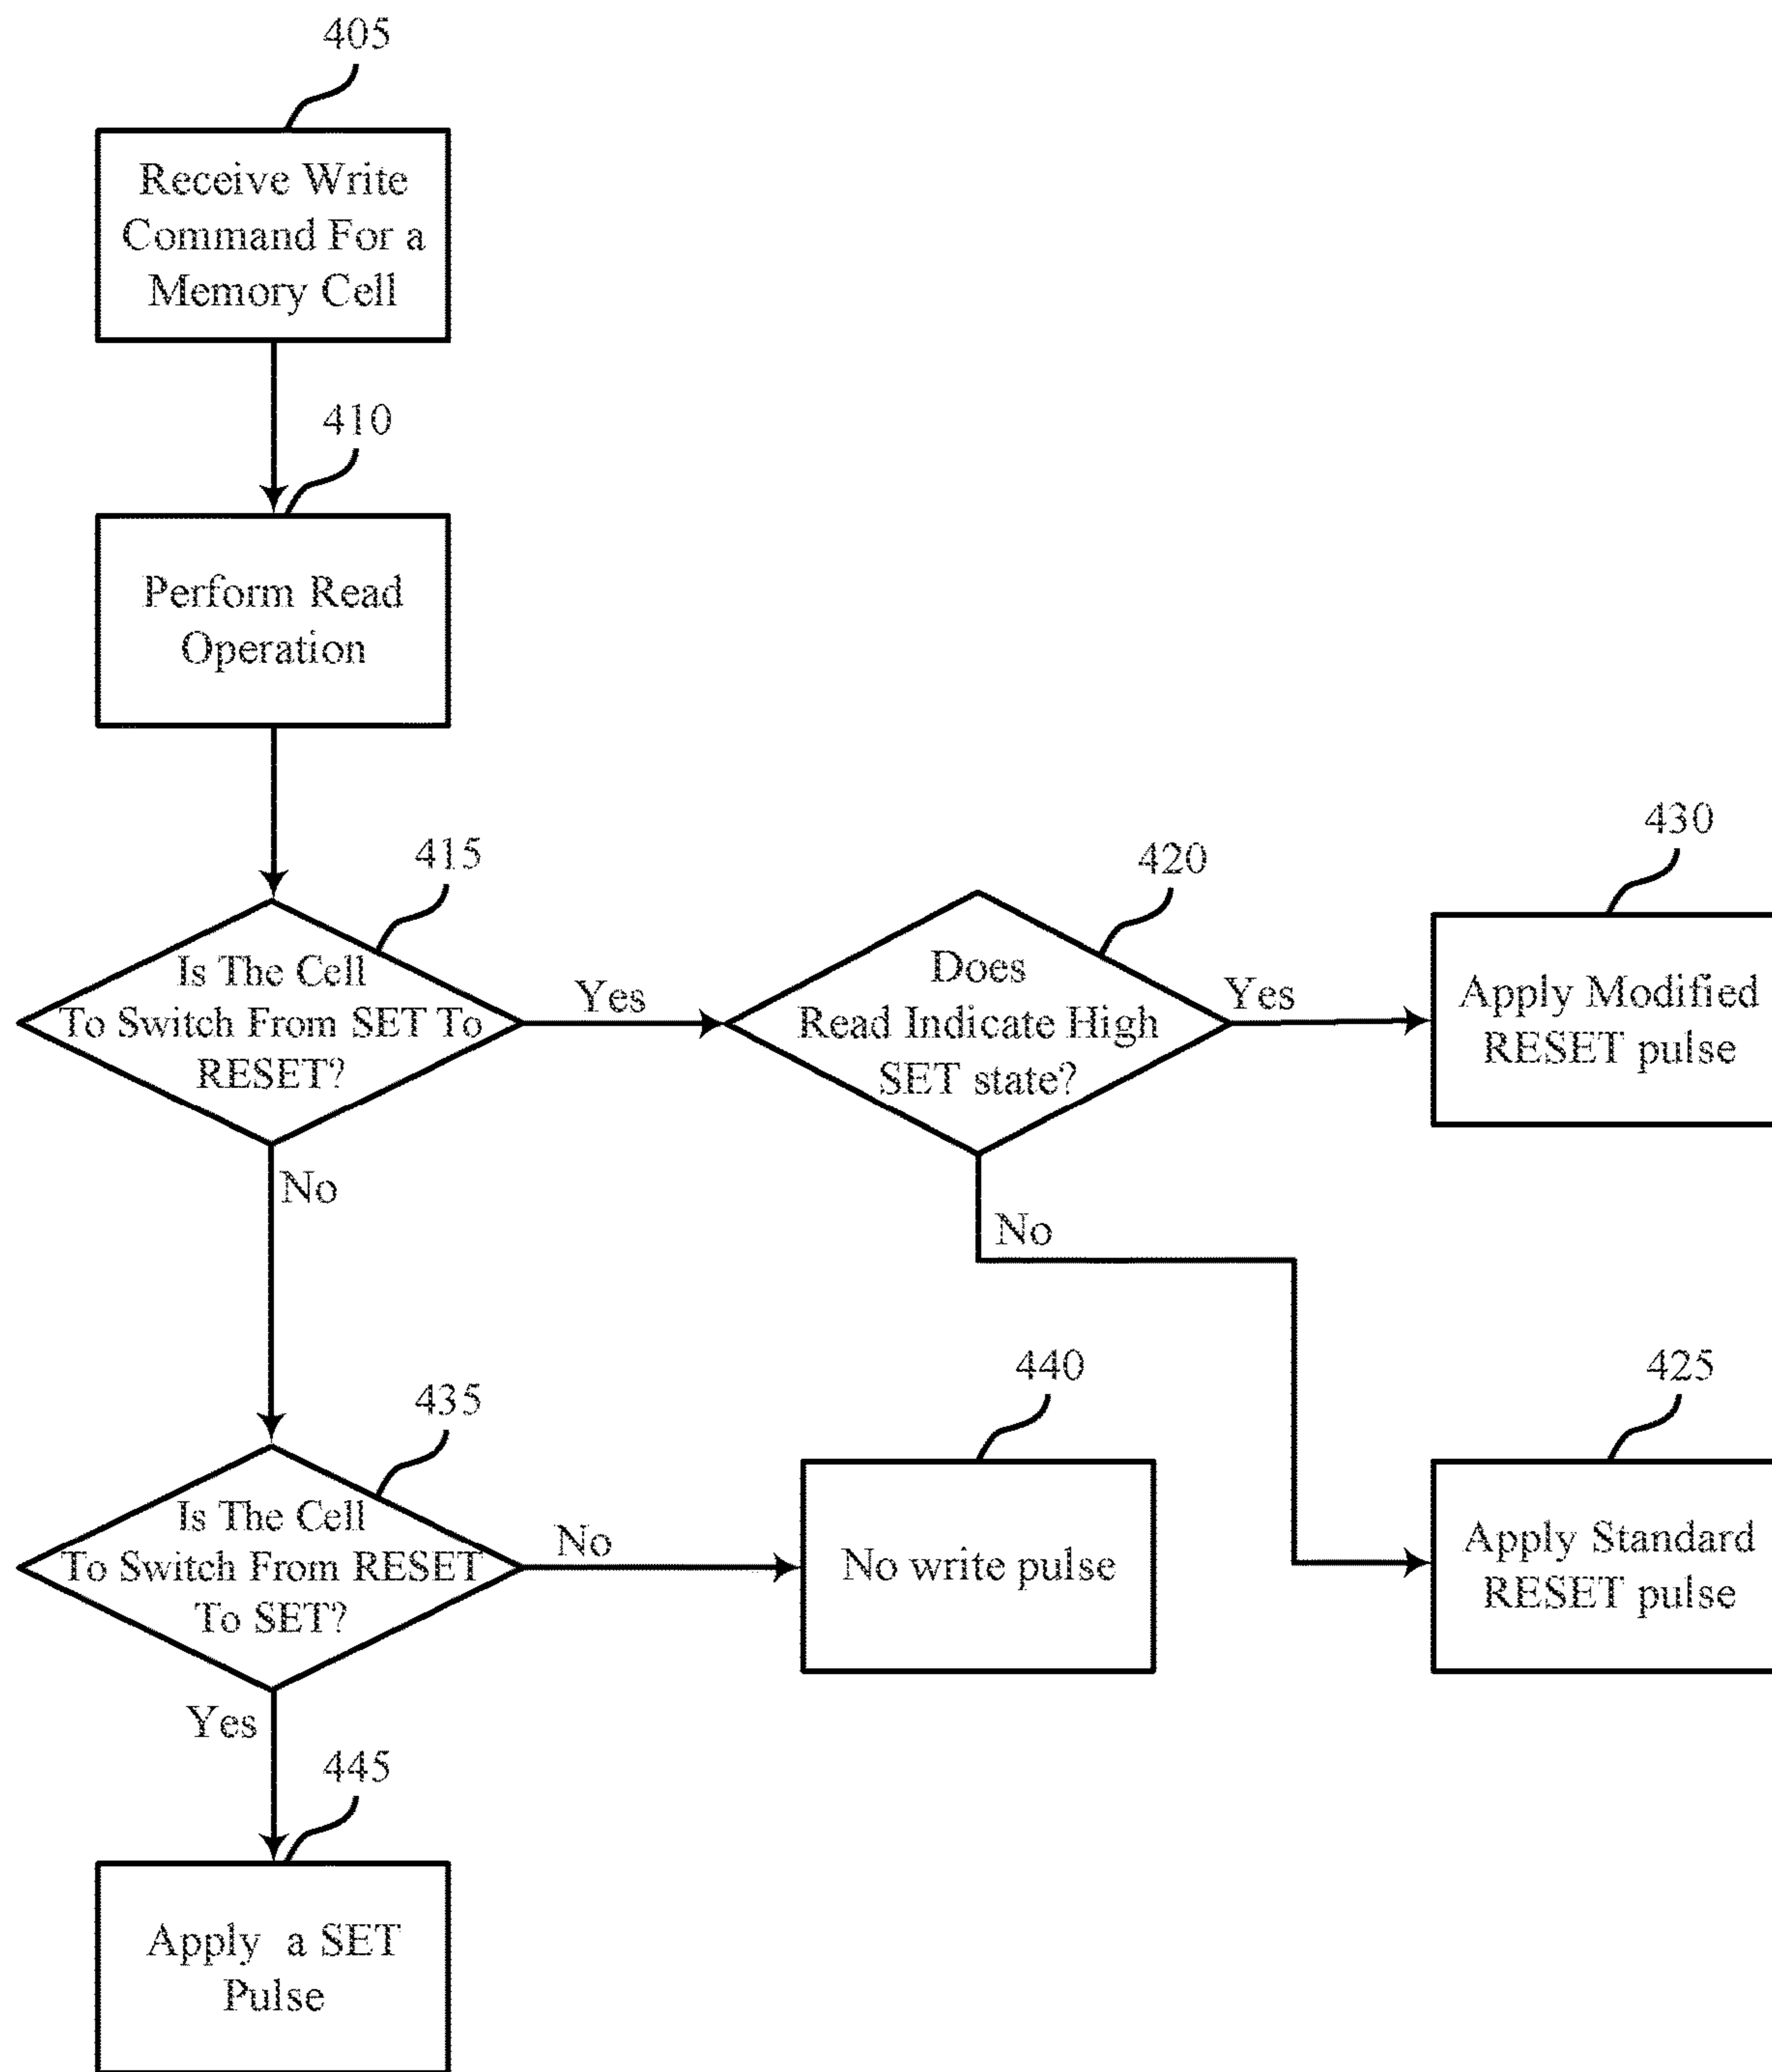 405
Receive Write
Command For a
Memory Cell
410
Perform Read
Operation
415
Is The Cell
To Switch From SET To
RESET?
Yes
420
Does
Read Indicate High
SET state?
Yes
430
Apply Modified
RESET pulse
No
No
425
Apply Standard
RESET pulse
435
Is The Cell
To Switch From RESET
To SET?
No
440
No write pulse
Yes
445
Apply a SET
Pulse